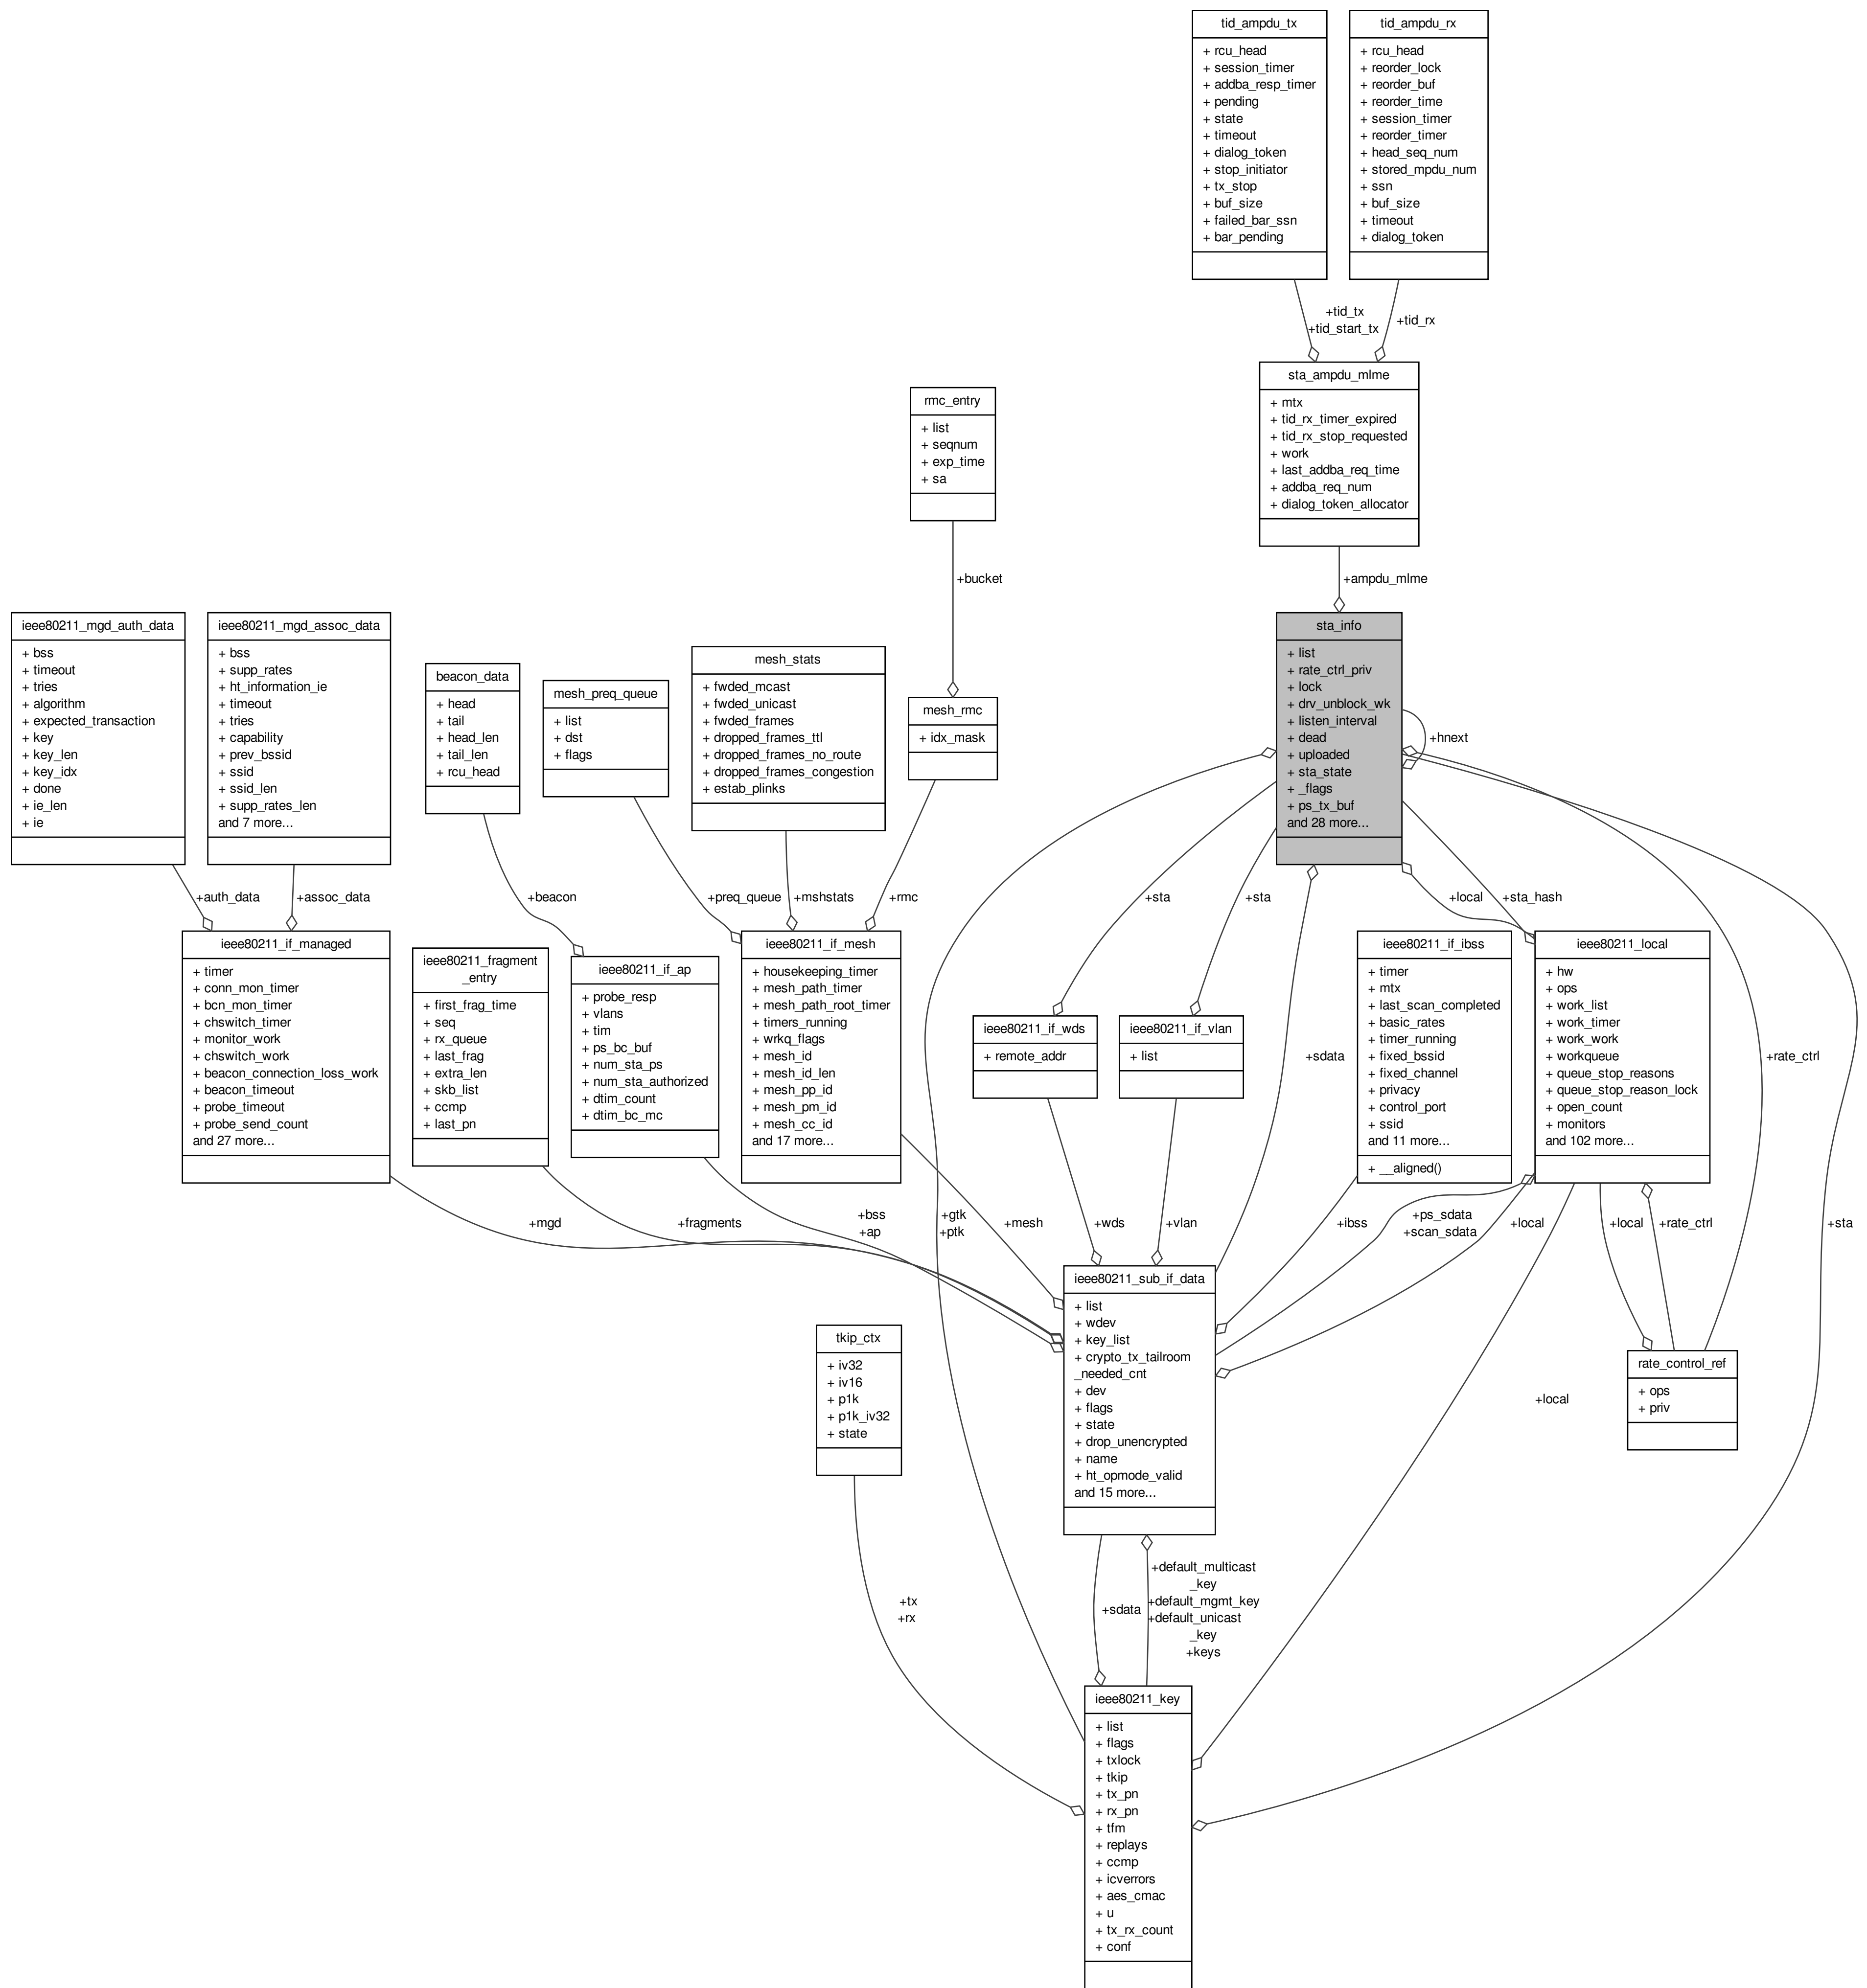 tid_ampdu_tx
+ rcu_head
+ session_timer
+ addba_resp_timer
+ pending
+ state
+ timeout
+ dialog_token
+ stop_initiator
+ tx_stop
+ buf_size
+ failed_bar_ssn
+ bar_pending
tid_ampdu_rx
+ rcu_head
+ reorder_lock
+ reorder_buf
+ reorder_time
+ session_timer
+ reorder_timer
+ head_seq_num
+ stored_mpdu_num
+ ssn
+ buf_size
+ timeout
+ dialog_token
+tid_tx
+tid_start_tx
+tid_rx
sta_ampdu_mlme
+ mtx
+ tid_rx_timer_expired
+ tid_rx_stop_requested
+ work
+ last_addba_req_time
+ addba_req_num
+ dialog_token_allocator
rmc_entry
+ list
+ seqnum
+ exp_time
+ sa
+bucket
+ampdu_mlme
ieee80211_mgd_auth_data
+ bss
+ timeout
+ tries
+ algorithm
+ expected_transaction
+ key
+ key_len
+ key_idx
+ done
+ ie_len
+ ie
ieee80211_mgd_assoc_data
+ bss
+ supp_rates
+ ht_information_ie
+ timeout
+ tries
+ capability
+ prev_bssid
+ ssid
+ ssid_len
+ supp_rates_len
and 7 more...
beacon_data
+ head
+ tail
+ head_len
+ tail_len
+ rcu_head
mesh_preq_queue
+ list
+ dst
+ flags
mesh_stats
+ fwded_mcast
+ fwded_unicast
+ fwded_frames
+ dropped_frames_ttl
+ dropped_frames_no_route
+ dropped_frames_congestion
+ estab_plinks
mesh_rmc
+ idx_mask
sta_info
+ list
+ rate_ctrl_priv
+ lock
+ drv_unblock_wk
+ listen_interval
+ dead
+ uploaded
+ sta_state
+ _flags
+ ps_tx_buf
and 28 more...
+hnext
+auth_data
+assoc_data
+beacon
+preq_queue
+mshstats
+rmc
+sta
+sta
+local
+sta_hash
ieee80211_if_managed
+ timer
+ conn_mon_timer
+ bcn_mon_timer
+ chswitch_timer
+ monitor_work
+ chswitch_work
+ beacon_connection_loss_work
+ beacon_timeout
+ probe_timeout
+ probe_send_count
and 27 more...
ieee80211_fragment
_entry
+ first_frag_time
+ seq
+ rx_queue
+ last_frag
+ extra_len
+ skb_list
+ ccmp
+ last_pn
ieee80211_if_ap
+ probe_resp
+ vlans
+ tim
+ ps_bc_buf
+ num_sta_ps
+ num_sta_authorized
+ dtim_count
+ dtim_bc_mc
ieee80211_if_mesh
+ housekeeping_timer
+ mesh_path_timer
+ mesh_path_root_timer
+ timers_running
+ wrkq_flags
+ mesh_id
+ mesh_id_len
+ mesh_pp_id
+ mesh_pm_id
+ mesh_cc_id
and 17 more...
ieee80211_if_wds
+ remote_addr
ieee80211_if_vlan
+ list
+sdata
ieee80211_if_ibss
+ timer
+ mtx
+ last_scan_completed
+ basic_rates
+ timer_running
+ fixed_bssid
+ fixed_channel
+ privacy
+ control_port
+ ssid
and 11 more...
+ __aligned()
ieee80211_local
+ hw
+ ops
+ work_list
+ work_timer
+ work_work
+ workqueue
+ queue_stop_reasons
+ queue_stop_reason_lock
+ open_count
+ monitors
and 102 more...
+rate_ctrl
+mgd
+fragments
+bss
+ap
+gtk
+ptk
+mesh
+wds
+vlan
+ibss
+ps_sdata
+scan_sdata
+local
+local
+rate_ctrl
+sta
ieee80211_sub_if_data
+ list
+ wdev
+ key_list
+ crypto_tx_tailroom
_needed_cnt
+ dev
+ flags
+ state
+ drop_unencrypted
+ name
+ ht_opmode_valid
and 15 more...
tkip_ctx
+ iv32
+ iv16
+ p1k
+ p1k_iv32
+ state
rate_control_ref
+ ops
+ priv
+local
+tx
+rx
+sdata
+default_multicast
_key
+default_mgmt_key
+default_unicast
_key
+keys
ieee80211_key
+ list
+ flags
+ txlock
+ tkip
+ tx_pn
+ rx_pn
+ tfm
+ replays
+ ccmp
+ icverrors
+ aes_cmac
+ u
+ tx_rx_count
+ conf